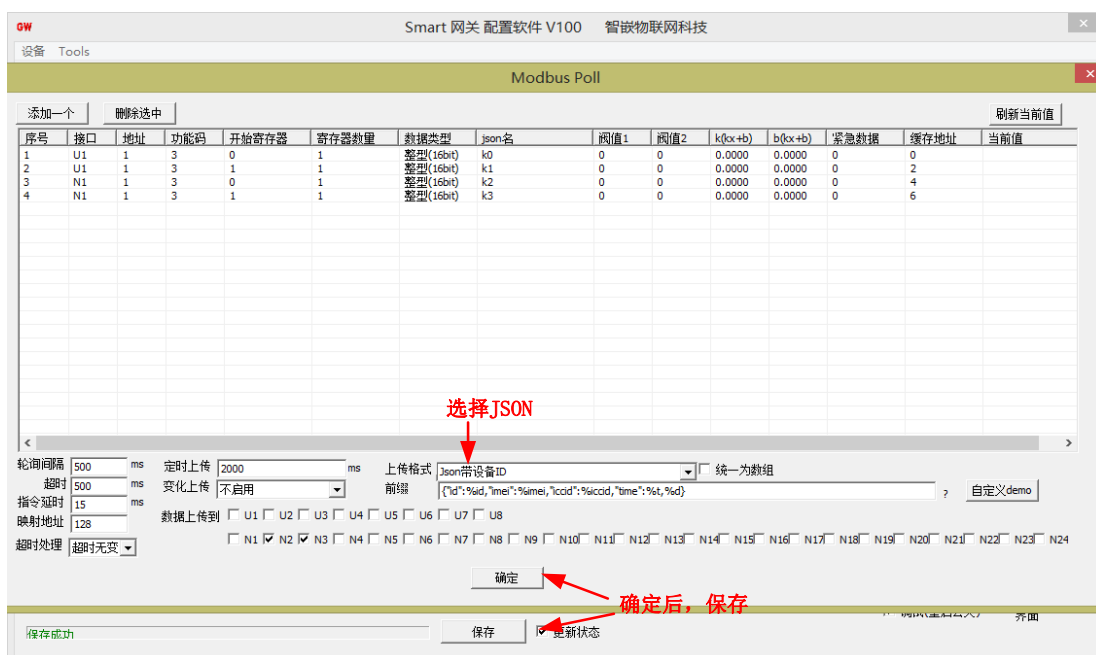 GW Smart 网关 配置软件 V100 智嵌物联网科技
设备 Tools
Modbus Poll
添加一个 删除选中 刷新当前值
序号 接口 地址 功能码 开始寄存器 寄存器数量 数据类型 json名 阀值1 阀值2 k(kx+b) b(kx+b) 紧急数据 缓存地址 当前值
1 U1 1 3 0 1 整型(16bit) k0 0 0 0.0000 0.0000 0 0
2 U1 1 3 1 1 整型(16bit) k1 0 0 0.0000 0.0000 0 2
3 N1 1 3 0 1 整型(16bit) k2 0 0 0.0000 0.0000 0 4
4 N1 1 3 1 1 整型(16bit) k3 0 0 0.0000 0.0000 0 6
选择JSON
轮询间隔 500 ms 定时上传 2000 ms 上传格式 Json带设备ID 统一为数组
超时 500 ms 变化上传 不启用 前缀 {"id":%id,"imei":%imei,"iccid":%iccid,"time":%t,%d} ? 自定义demo
指令延时 15 ms
映射地址 128 数据上传到 U1 U2 U3 U4 U5 U6 U7 U8
超时处理 超时无变 N1 N2 N3 N4 N5 N6 N7 N8 N9 N10 N11 N12 N13 N14 N15 N16 N17 N18 N19 N20 N21 N22 N23 N24
确定
确定后，保存
界面
保存成功 保存 更新状态